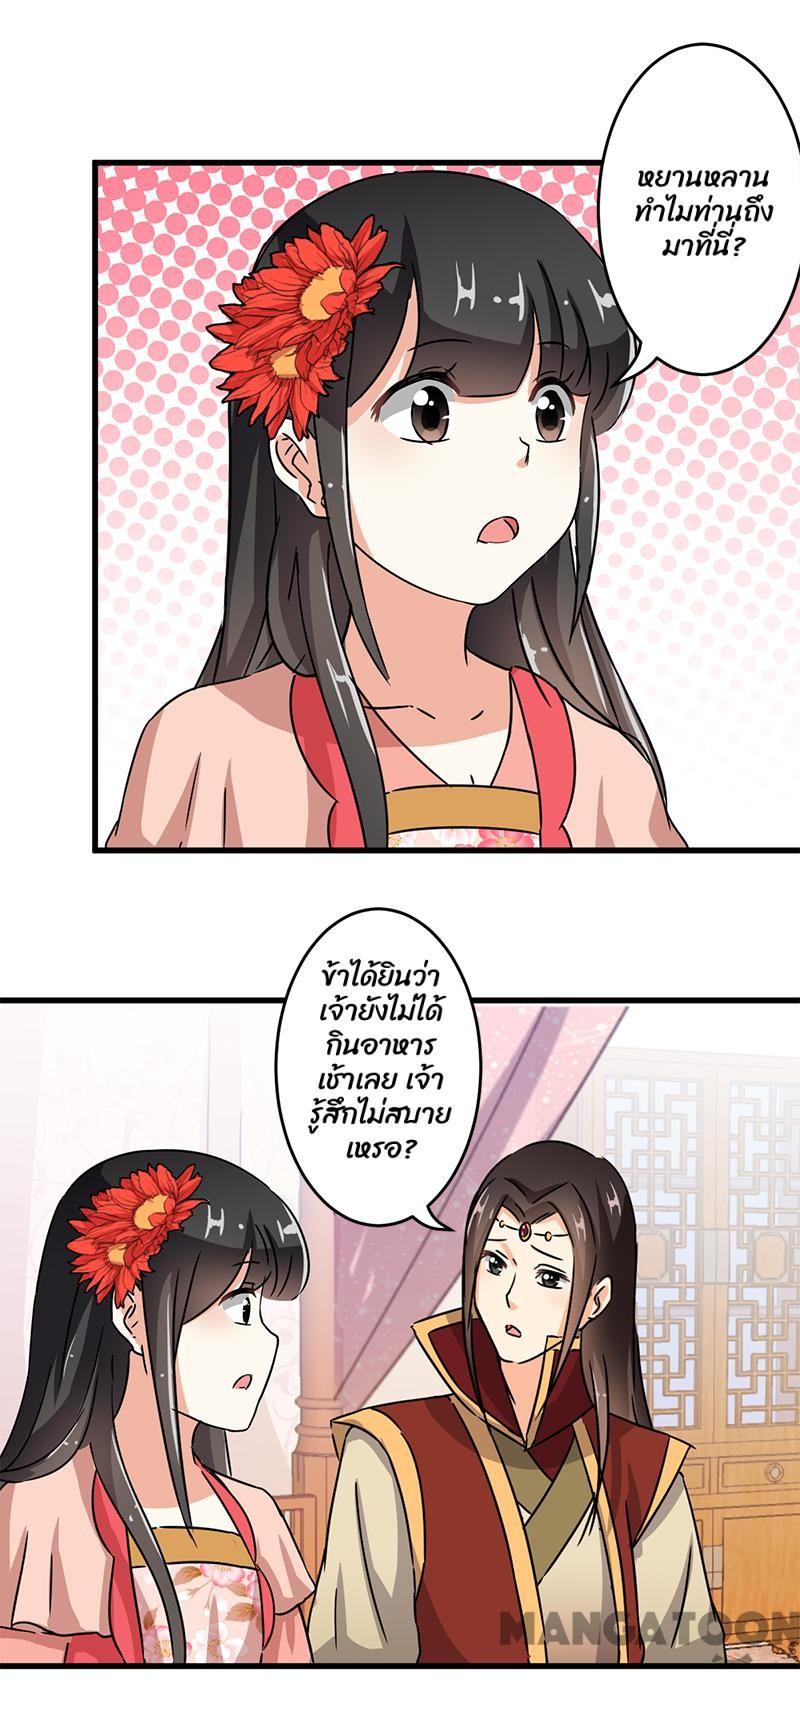 หยานหลาน
ทำไมท่านถึง
มาที่นี่?
ข้าได้ยินว่า
เจ้ายังไม่ได้
กินอาหาร
เช้าเลย เจ้า
รู้สึกไม่สบาย
เหรอ?
MANGATOON